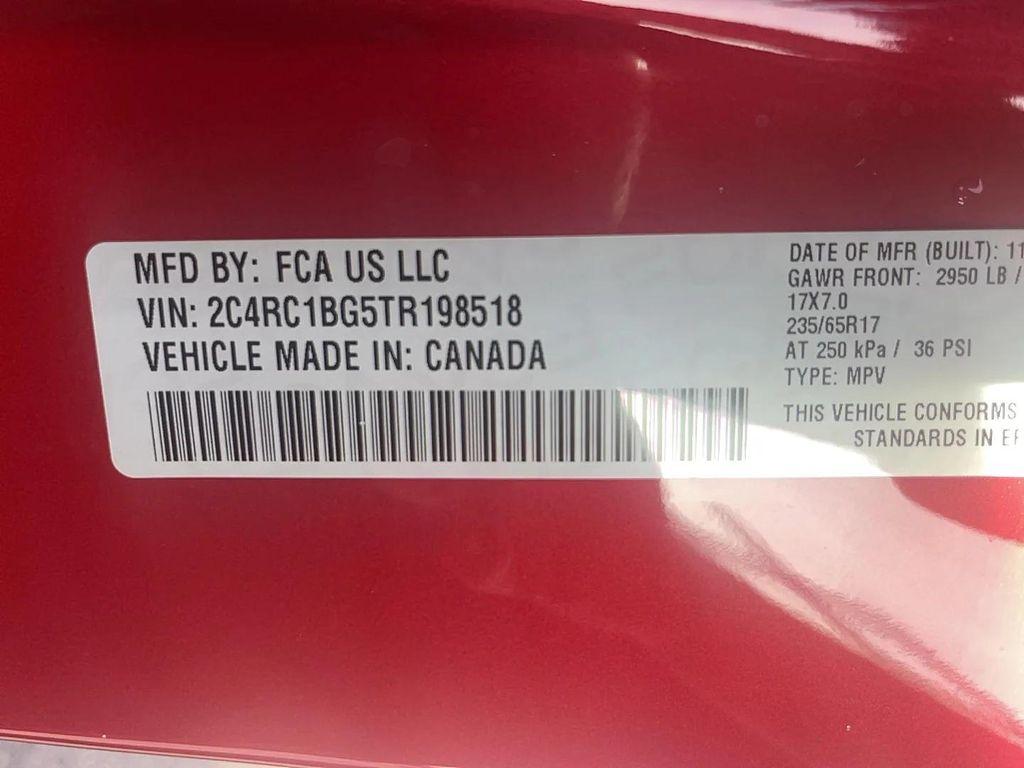 MFD BY: FCA US LLC
VIN: 2C4RC1BG5TR198518
VEHICLE MADE IN: CANADA
DATE OF MFR (BUILT): 11
GAWR FRONT: 2950 LB /
17X7.0
235/65R17
AT 250 kPa / 36 PSI
TYPE: MPV
THIS VEHICLE CONFORMS
STANDARDS IN